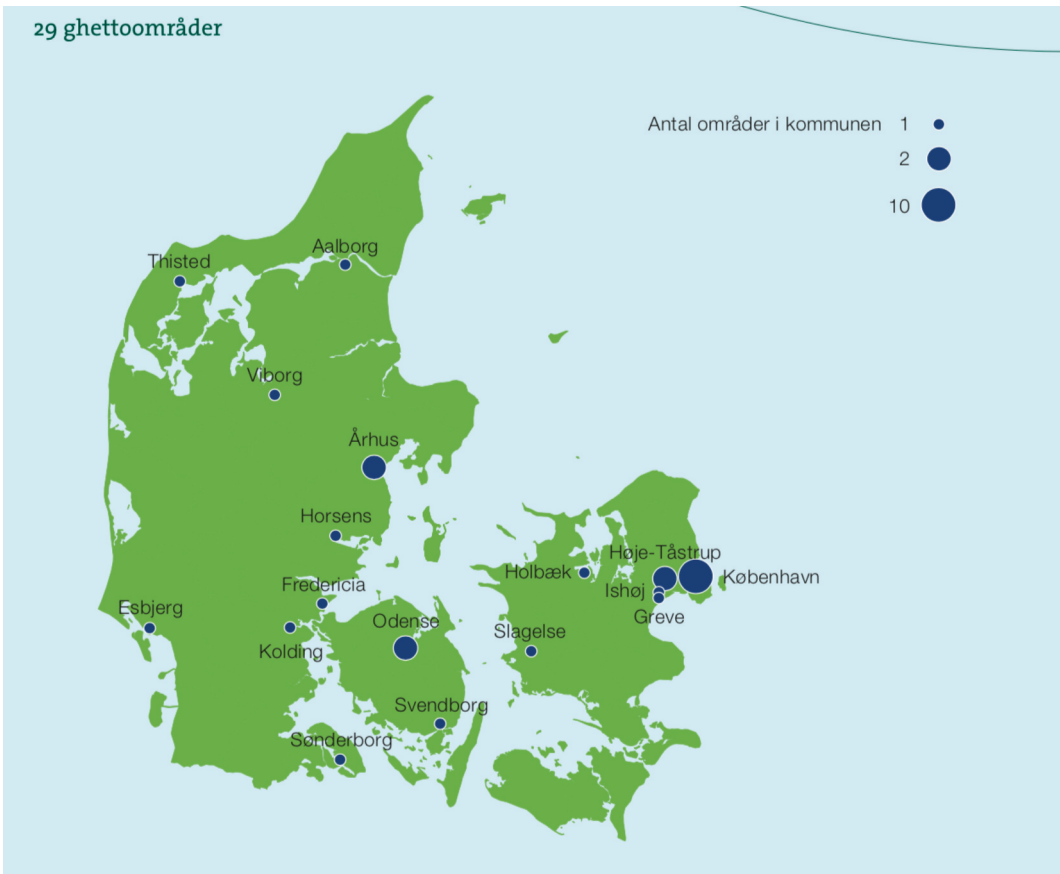 29 ghettoområder
Antal områder i kommunen 1
2
10
Aalborg
Thisted
Viborg
Århus
Horsens
Høje-Tåstrup
Holbæk
København
Fredericia
Ishøj
Esbjerg
Greve
Odense
Slagelse
Kolding
Svendborg
Sønderborg